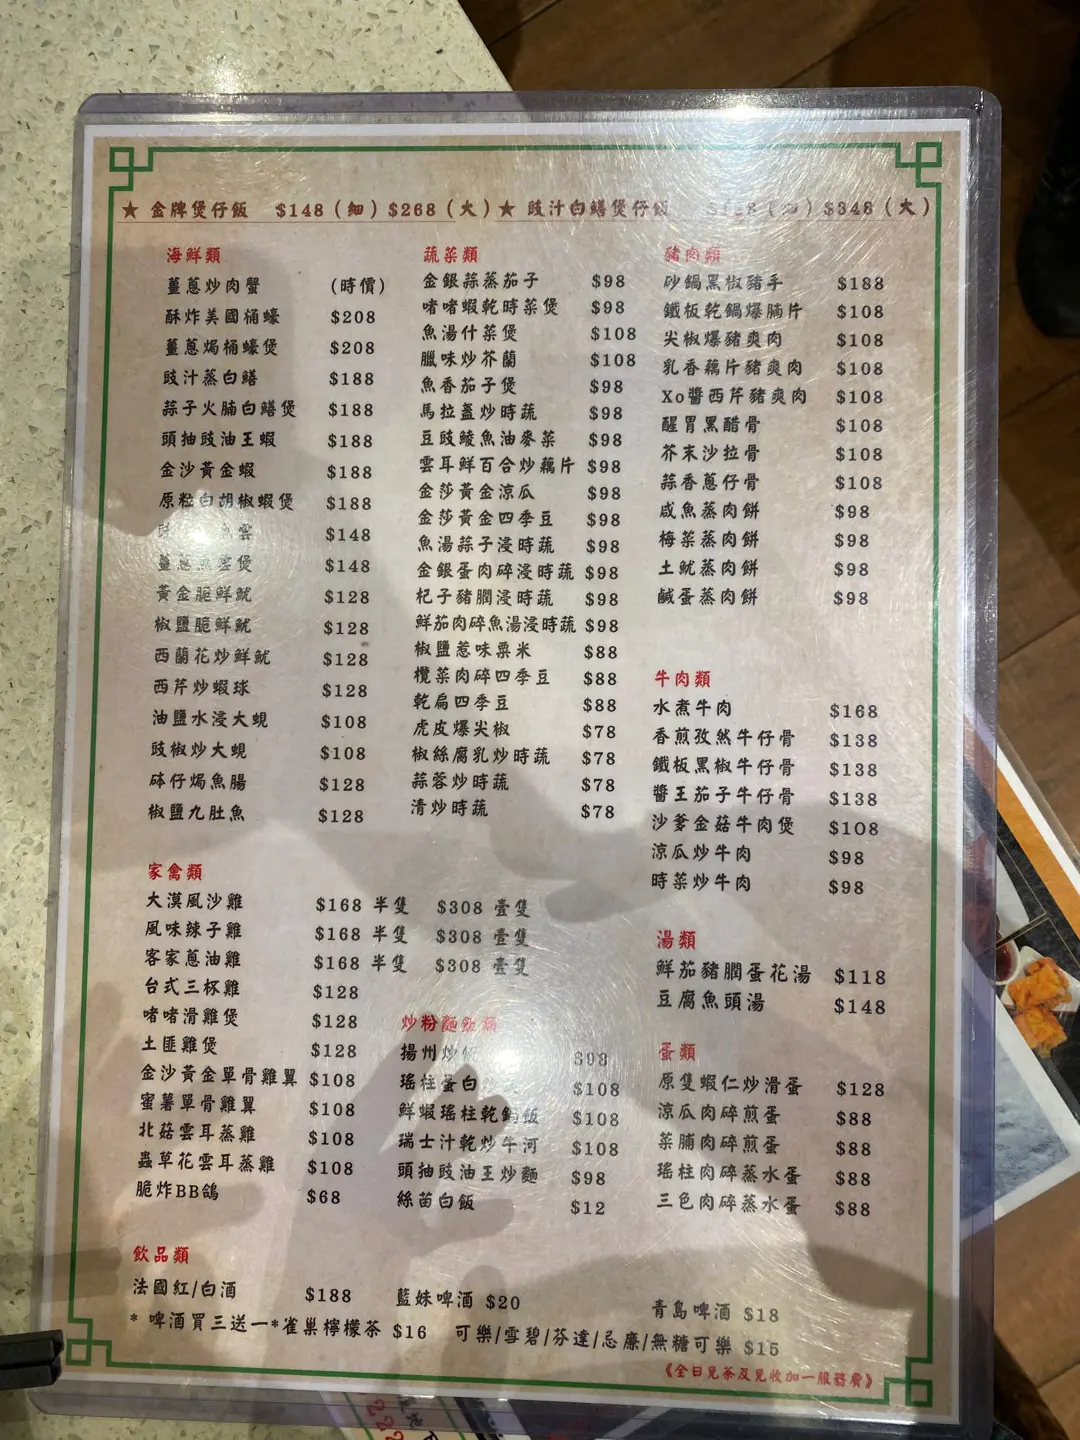 ★ 金牌煲仔飯 $148（細）$268（大）★ 豉汁白鱔煲仔飯 $348（大）
海鮮類
薑蔥炒肉蟹 (時價)
酥炸美國桶蠔 $208
薑蔥焗桶蠔煲 $208
豉汁蒸白鱔 $188
蒜子火腩白鱔煲 $188
頭抽豉油王蝦 $188
金沙黃金蝦 $188
原粒白胡椒蝦煲 $188
雲 $148
薑蔥魚雲煲 $148
黃金脆鮮魷 $128
椒鹽脆鮮魷 $128
西蘭花炒鮮魷 $128
西芹炒蝦球 $128
油鹽水浸大蜆 $108
豉椒炒大蜆 $108
砵仔焗魚腸 $128
椒鹽九肚魚 $128
蔬菜類
金銀蒜蒸茄子 $98
啫啫蝦乾時菜煲 $98
魚湯什菜煲 $108
臘味炒芥蘭 $108
魚香茄子煲 $98
馬拉盞炒時蔬 $98
豆豉鯪魚油麥菜 $98
雲耳鮮百合炒藕片 $98
金莎黃金涼瓜 $98
金莎黃金四季豆 $98
魚湯蒜子浸時蔬 $98
金銀蛋肉碎浸時蔬 $98
杞子豬膶浸時蔬 $98
鮮茄肉碎魚湯浸時蔬 $98
椒鹽惹味粟米 $88
欖菜肉碎四季豆 $88
乾扁四季豆 $88
虎皮爆尖椒 $78
椒絲腐乳炒時蔬 $78
蒜蓉炒時蔬 $78
清炒時蔬 $78
豬肉類
砂鍋黑椒豬手 $188
鐵板乾鍋爆腩片 $108
尖椒爆豬爽肉 $108
乳香藕片豬爽肉 $108
Xo醬西芹豬爽肉 $108
醒胃黑醋骨 $108
芥末沙拉骨 $108
蒜香蔥仔骨 $108
咸魚蒸肉餅 $98
梅菜蒸肉餅 $98
土魷蒸肉餅 $98
鹹蛋蒸肉餅 $98
牛肉類
水煮牛肉 $168
香煎孜然牛仔骨 $138
鐵板黑椒牛仔骨 $138
醬王茄子牛仔骨 $138
沙爹金菇牛肉煲 $108
涼瓜炒牛肉 $98
時菜炒牛肉 $98
家禽類
大漠風沙雞 $168 半隻 $308 壹隻
風味辣子雞 $168 半隻 $308 壹隻
客家蔥油雞 $168 半隻 $308 壹隻
台式三杯雞 $128
啫啫滑雞煲 $128
土匪雞煲 $128
金沙黃金單骨雞翼 $108
蜜薯單骨雞翼 $108
北菇雲耳蒸雞 $108
蟲草花雲耳蒸雞 $108
脆炸BB鴿 $68
炒粉麵飯類
揚州炒飯 $98
瑤柱蛋白炒 $108
鮮蝦瑤柱乾鍋飯 $108
瑞士汁乾炒牛河 $108
頭抽豉油王炒麵 $98
絲苗白飯 $12
湯類
鮮茄豬膶蛋花湯 $118
豆腐魚頭湯 $148
蛋類
原隻蝦仁炒滑蛋 $128
涼瓜肉碎煎蛋 $88
菜脯肉碎煎蛋 $88
瑤柱肉碎蒸水蛋 $88
三色肉碎蒸水蛋 $88
飲品類
法國紅/白酒 $188 藍妹啤酒 $20 青島啤酒 $18
* 啤酒買三送一*雀巢檸檬茶 $16 可樂/雪碧/芬達/忌廉/無糖可樂 $15
《全日免茶及免收加一服務費》